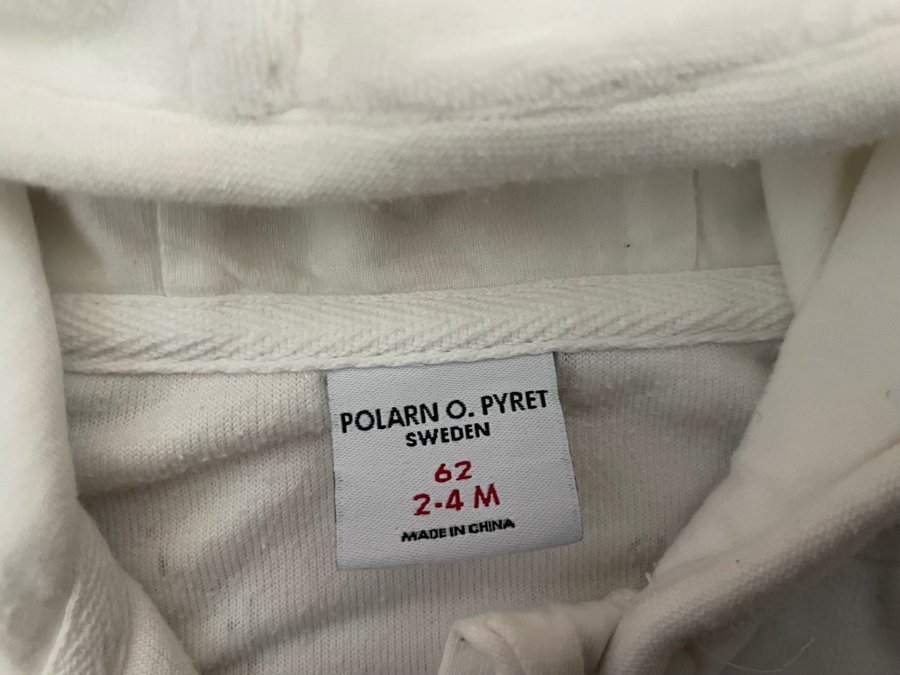 POLARN O. PYRET
SWEDEN
62
2-4 M
MADE IN CHINA